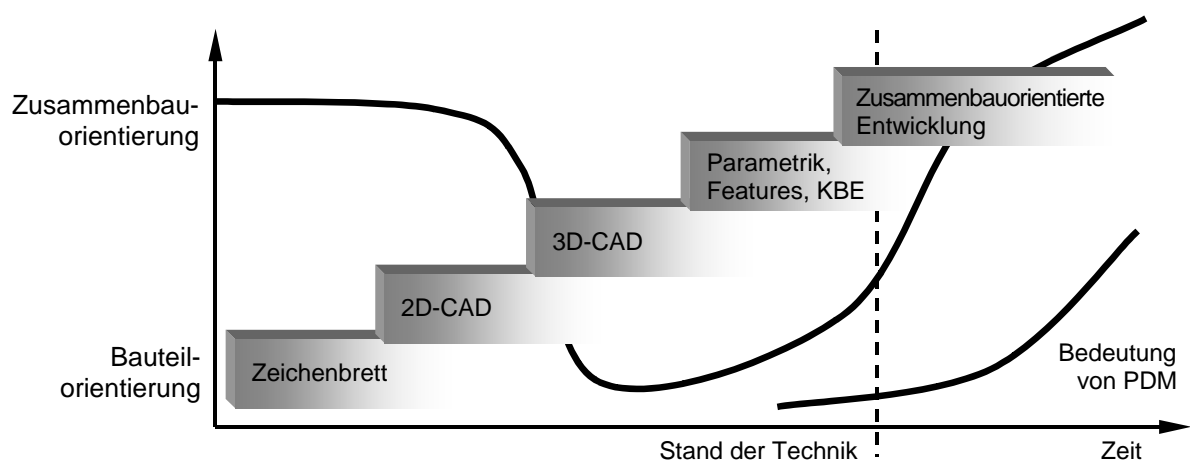 Zusammenbau-
orientierung
Zusammenbauorientierte
Entwicklung
Parametrik,
Features, KBE
3D-CAD
2D-CAD
Zeichenbrett
Bauteil-
orientierung
Bedeutung
von PDM
Stand der Technik
Zeit